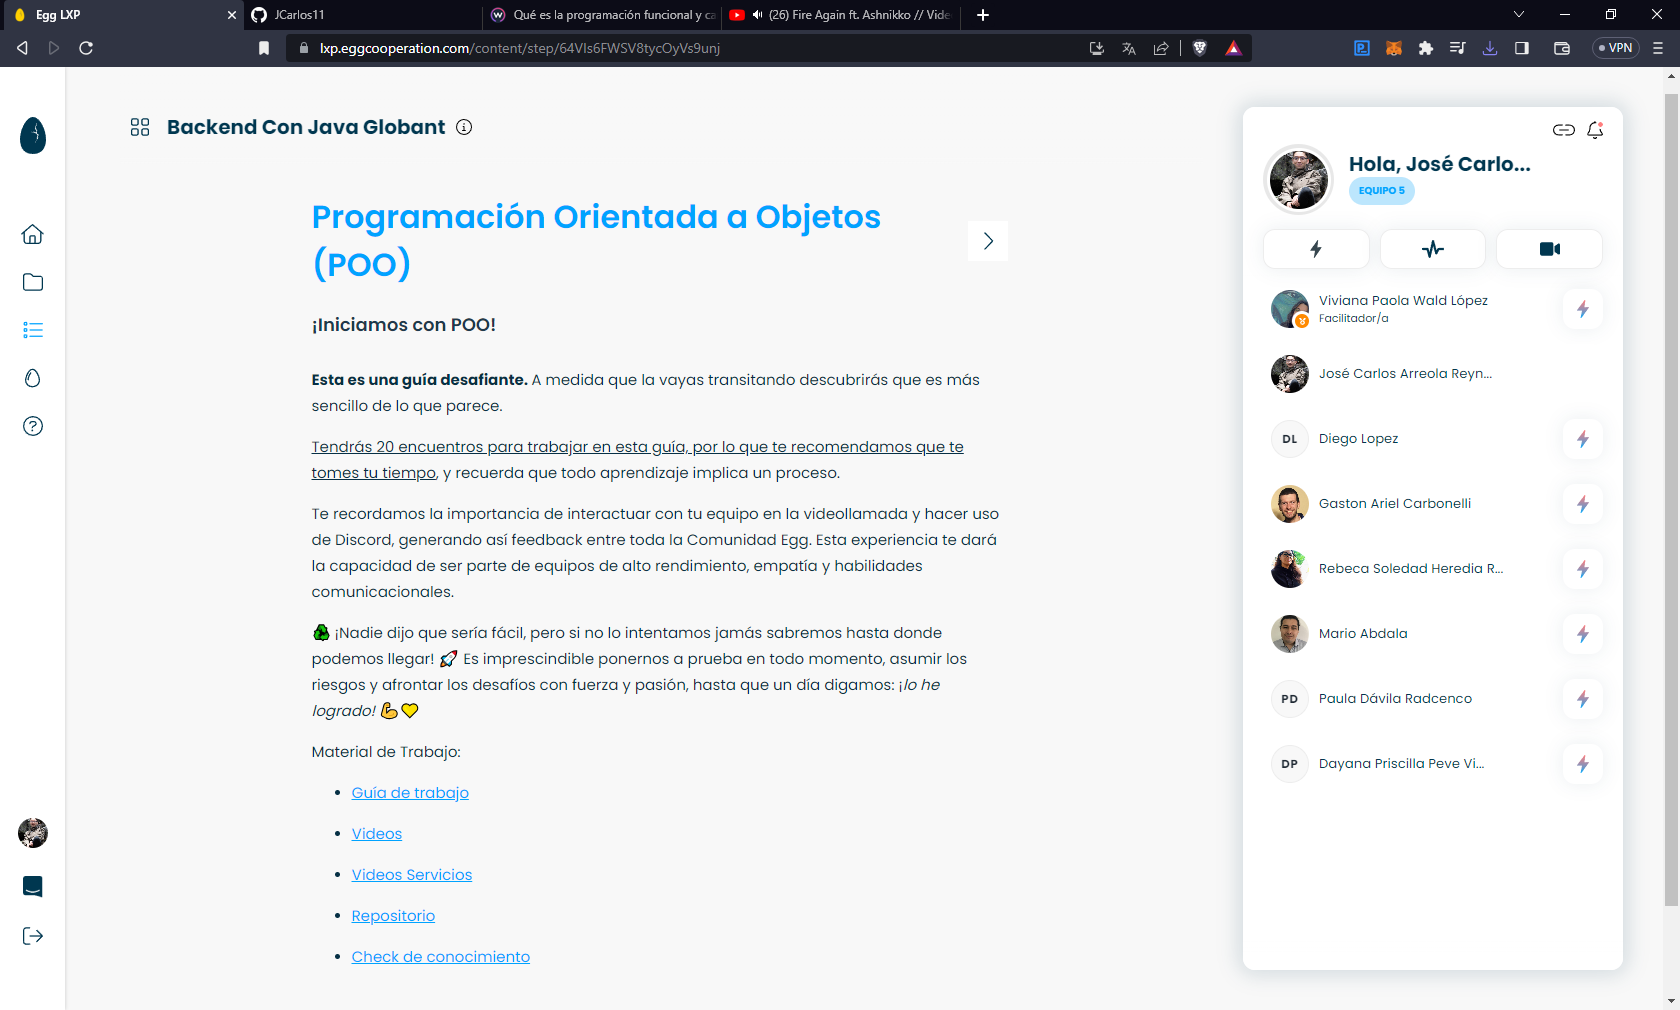 Egg LXP
JCarlos11
Qué es la programación funcional y ca
(26) Fire Again ft. Ashnikko // Vide
lxp.eggcooperation.com/content/step/64VIs6FWSV8tycOyVs9unj
VPN
Backend Con Java Globant
Programación Orientada a Objetos
(POO)
¡Iniciamos con POO!
Esta es una guía desafiante. A medida que la vayas transitando descubrirás que es más
sencillo de lo que parece.
Tendrás 20 encuentros para trabajar en esta guía, por lo que te recomendamos que te
tomes tu tiempo, y recuerda que todo aprendizaje implica un proceso.
Te recordamos la importancia de interactuar con tu equipo en la videollamada y hacer uso
de Discord, generando así feedback entre toda la Comunidad Egg. Esta experiencia te dará
la capacidad de ser parte de equipos de alto rendimiento, empatía y habilidades
comunicacionales.
¡Nadie dijo que sería fácil, pero si no lo intentamos jamás sabremos hasta donde
podemos llegar! 🚀 Es imprescindible ponernos a prueba en todo momento, asumir los
riesgos y afrontar los desafíos con fuerza y pasión, hasta que un día digamos: ¡lo he
logrado! 💪💛
Material de Trabajo:
Guía de trabajo
Videos
Videos Servicios
Repositorio
Check de conocimiento
Hola, José Carlo...
EQUIPO 5
Viviana Paola Wald López
Facilitador/a
José Carlos Arreola Reyn...
DL
Diego Lopez
Gaston Ariel Carbonelli
Rebeca Soledad Heredia R...
Mario Abdala
PD
Paula Dávila Radcenco
DP
Dayana Priscilla Peve Vi...